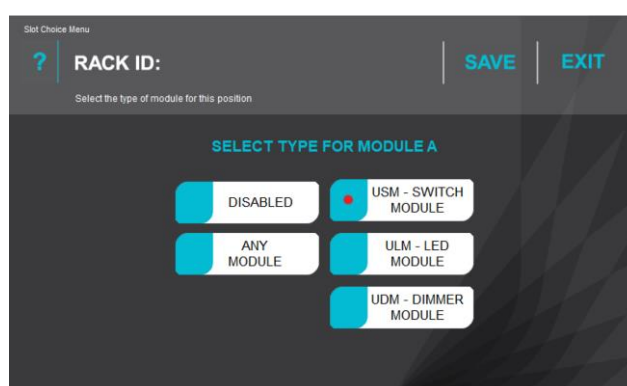 Slot Choice Menu
?
RACK ID:
SAVE
EXIT
Select the type of module for this position
SELECT TYPE FOR MODULE A
DISABLED
USM - SWITCH
MODULE
ANY
MODULE
ULM - LED
MODULE
UDM - DIMMER
MODULE